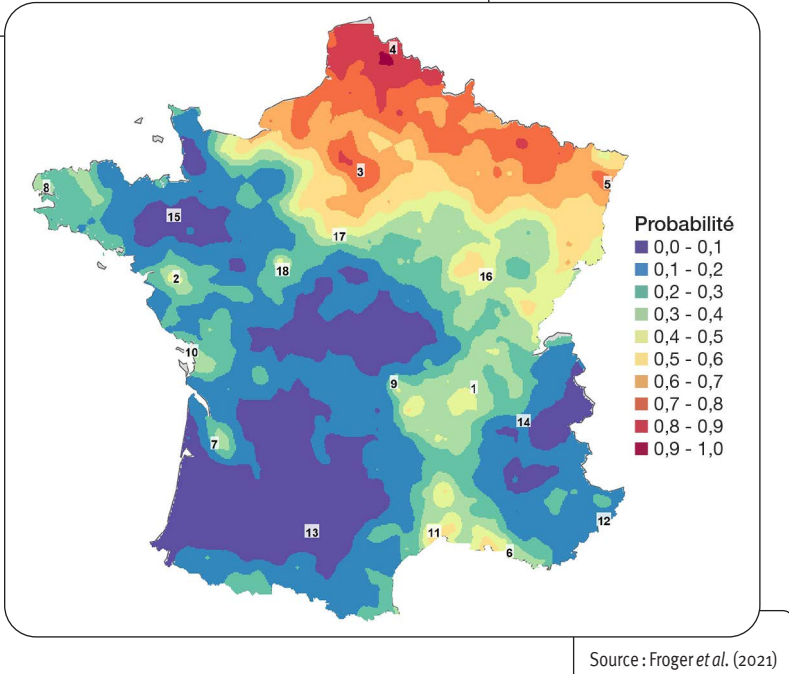 4
3
5
8
15
17
2
18
16
10
9
1
14
7
13
11
6
12
Probabilité
0,0 - 0,1
0,1 - 0,2
0,2 - 0,3
0,3 - 0,4
0,4 - 0,5
0,5 - 0,6
0,6 - 0,7
0,7 - 0,8
0,8 - 0,9
0,9 - 1,0
Source : Froger et al. (2021)